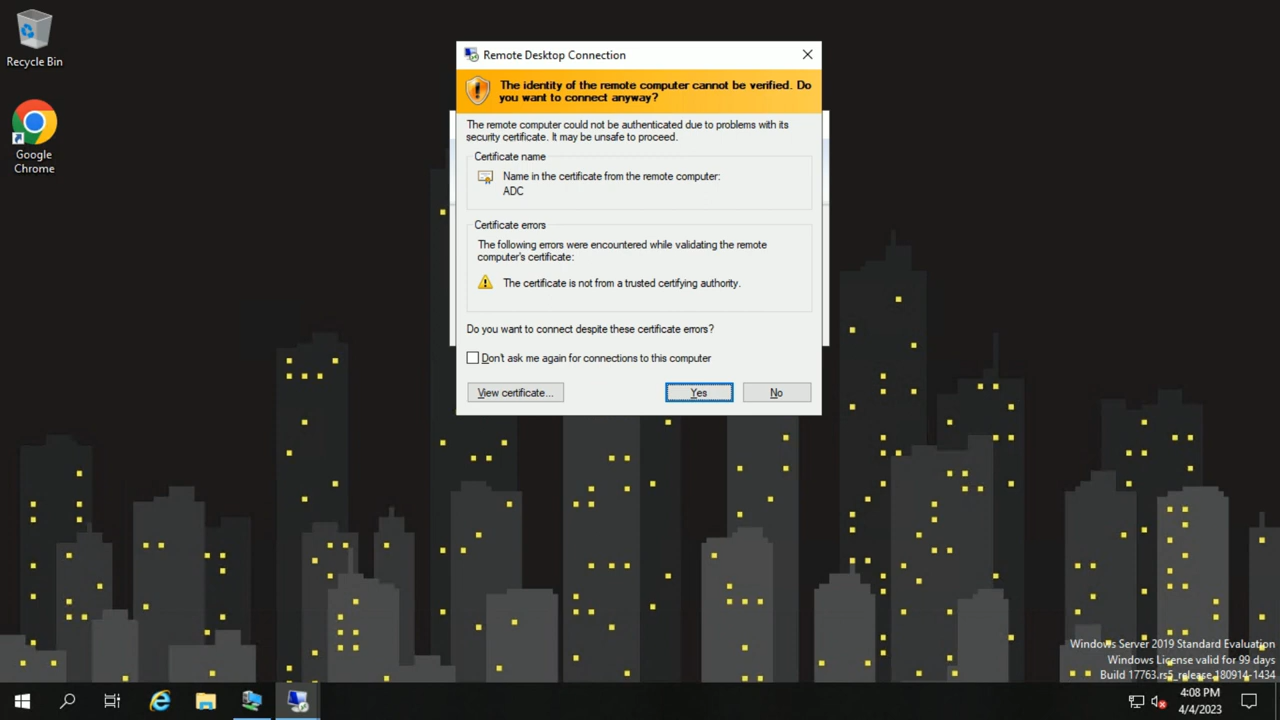 Recycle Bin
Google
Chrome
Remote Desktop Connection
The identity of the remote computer cannot be verified. Do
you want to connect anyway?
The remote computer could not be authenticated due to problems with its
security certificate. It may be unsafe to proceed.
Certificate name
Name in the certificate from the remote computer:
ADC
Certificate errors
The following errors were encountered while validating the remote
computer's certificate:
The certificate is not from a trusted certifying authority.
Do you want to connect despite these certificate errors?
Don't ask me again for connections to this computer
View certificate...
Yes
No
Windows Server 2019 Standard Evaluation
Windows License valid for 99 days
Build 17763.rs5_release.180914-1434
4:08 PM
4/4/2023